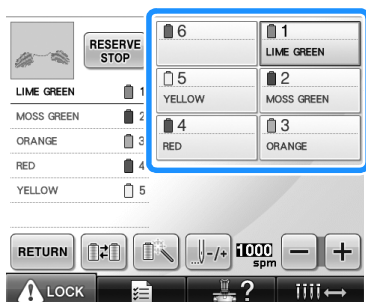 RESERVE
STOP
LIME GREEN 1
MOSS GREEN 2
ORANGE 3
RED 4
YELLOW 5
6
1
LIME GREEN
5
YELLOW
2
MOSS GREEN
4
RED
3
ORANGE
RETURN
-/+
1000
spm
− +
LOCK
?